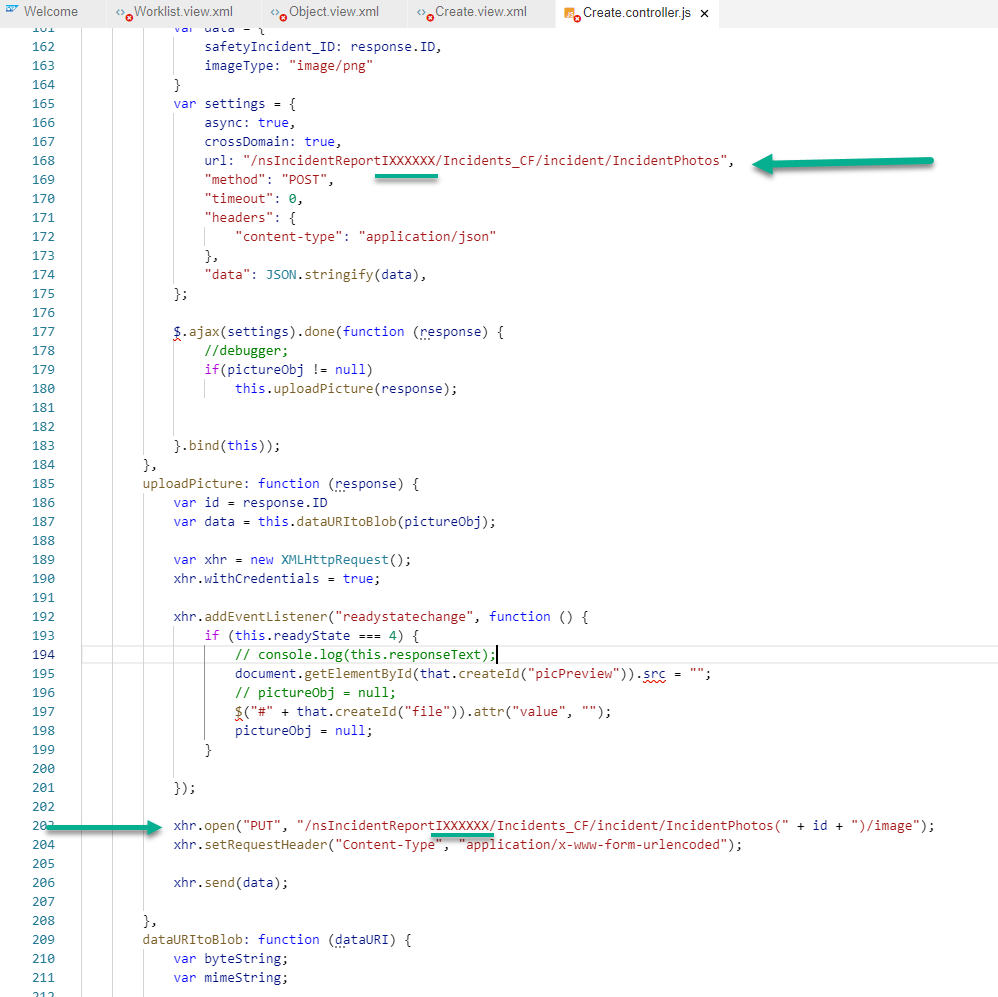 Welcome Worklist.view.xml Object.view.xml Create.view.xml Create.controller.js ×
161 var data = {
162 safetyIncident_ID: response.ID,
163 imageType: "image/png"
164 }
165 var settings = {
166 async: true,
167 crossDomain: true,
168 url: "/nsIncidentReportIXXXXXX/Incidents_CF/incident/IncidentPhotos",
169 "method": "POST",
170 "timeout": 0,
171 "headers": {
172 "content-type": "application/json"
173 },
174 "data": JSON.stringify(data),
175 };
176
177 $.ajax(settings).done(function (response) {
178 //debugger;
179 if(pictureObj != null)
180 this.uploadPicture(response);
181
182
183 }.bind(this));
184 },
185 uploadPicture: function (response) {
186 var id = response.ID
187 var data = this.dataURItoBlob(pictureObj);
188
189 var xhr = new XMLHttpRequest();
190 xhr.withCredentials = true;
191
192 xhr.addEventListener("readystatechange", function () {
193 if (this.readyState === 4) {
194 // console.log(this.responseText);
195 document.getElementById(that.createId("picPreview")).src = "";
196 // pictureObj = null;
197 $("#" + that.createId("file")).attr("value", "");
198 pictureObj = null;
199 }
200
201 });
202
203 xhr.open("PUT", "/nsIncidentReportIXXXXXX/Incidents_CF/incident/IncidentPhotos(" + id + ")/image");
204 xhr.setRequestHeader("Content-Type", "application/x-www-form-urlencoded");
205
206 xhr.send(data);
207
208 },
209 dataURItoBlob: function (dataURI) {
210 var byteString;
211 var mimeString;
212